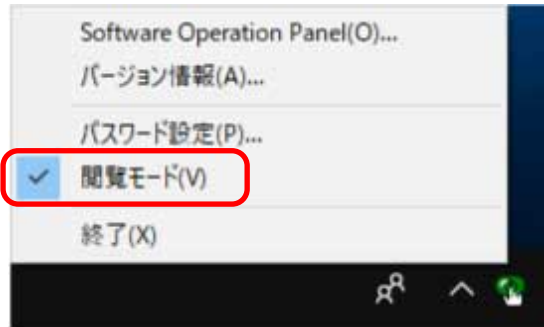 Software Operation Panel(O)...
バージョン情報(A)...
パスワード設定(P)...
閲覧モード(V)
終了(X)